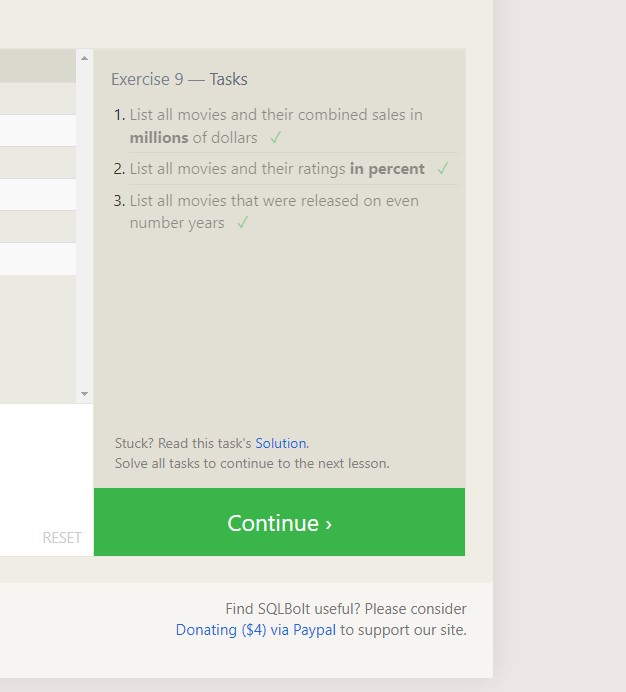 Exercise 9 — Tasks
1. List all movies and their combined sales in
millions of dollars ✓
2. List all movies and their ratings in percent ✓
3. List all movies that were released on even
number years ✓
Stuck? Read this task's Solution.
Solve all tasks to continue to the next lesson.
RESET
Continue ›
Find SQLBolt useful? Please consider
Donating ($4) via Paypal to support our site.